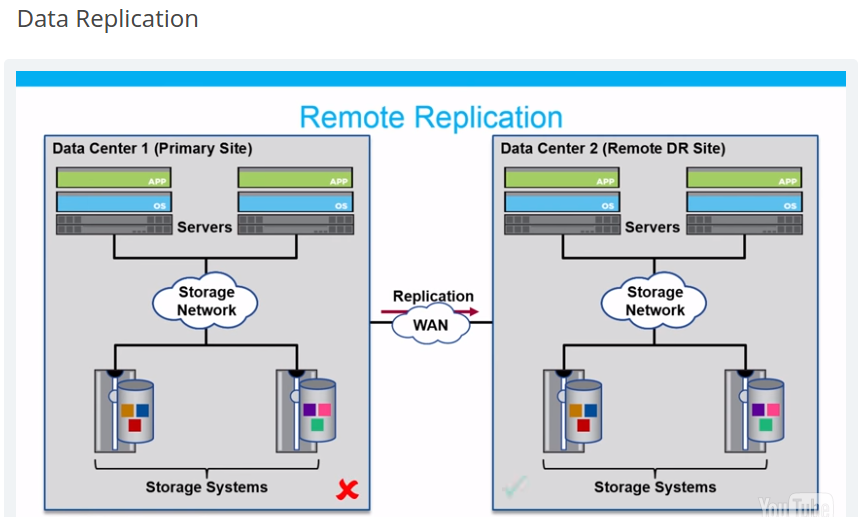 Data Replication
Remote Replication
Data Center 1 (Primary Site)
APP
APP
OS
OS
Servers
Storage
Network
Storage Systems
Replication
WAN
Data Center 2 (Remote DR Site)
APP
APP
OS
OS
Servers
Storage
Network
Storage Systems
YouTube